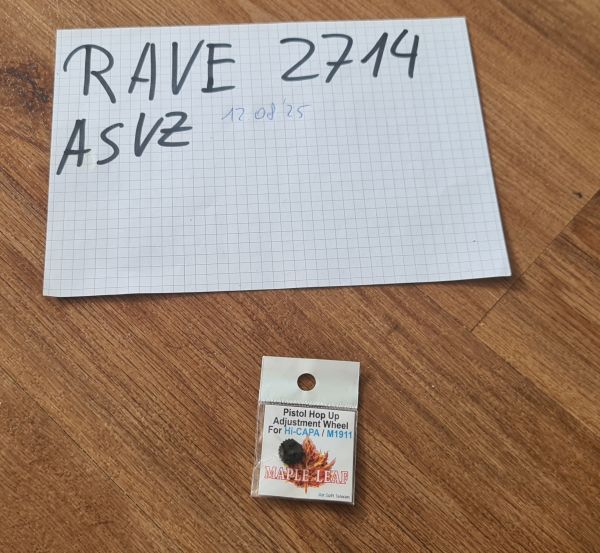 RAVE 2714
ASVZ 12 08 25
Pistol Hop Up
Adjustment Wheel
For Hi-CAPA / M1911
MAPLE LEAF